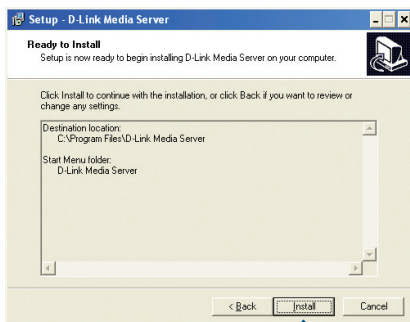 Setup - D-Link Media Server
Ready to Install
Setup is now ready to begin installing D-Link Media Server on your computer.
Click Install to continue with the installation, or click Back if you want to review or
change any settings.
Destination location:
C:\Program Files\D-Link Media Server
Start Menu folder:
D-Link Media Server
< Back
Install
Cancel